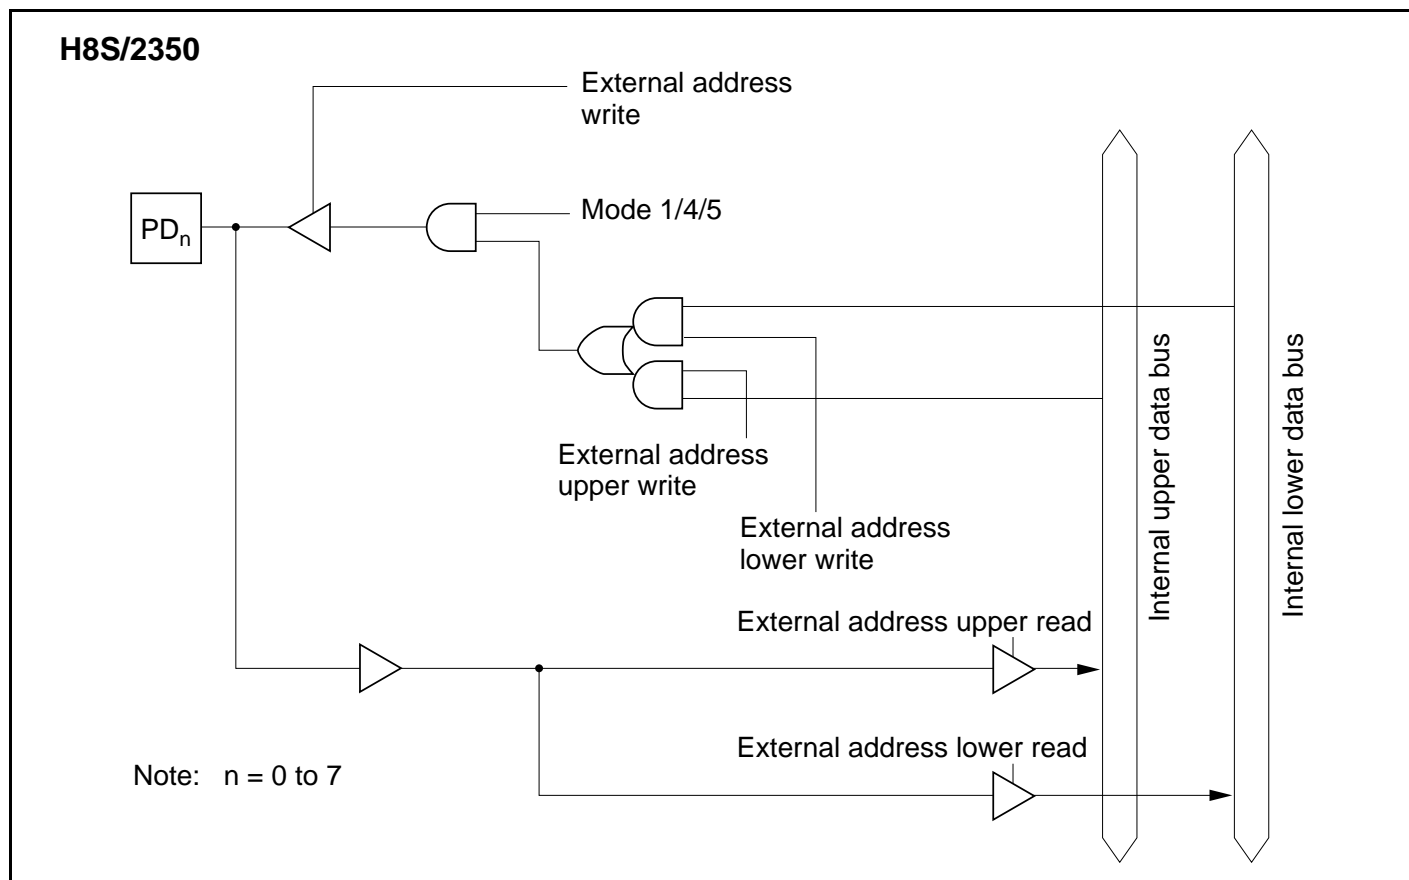 H8S/2350
External address
write
PDn
Mode 1/4/5
External address
upper write
External address
lower write
Internal upper data bus
Internal lower data bus
External address upper read
External address lower read
Note: n = 0 to 7